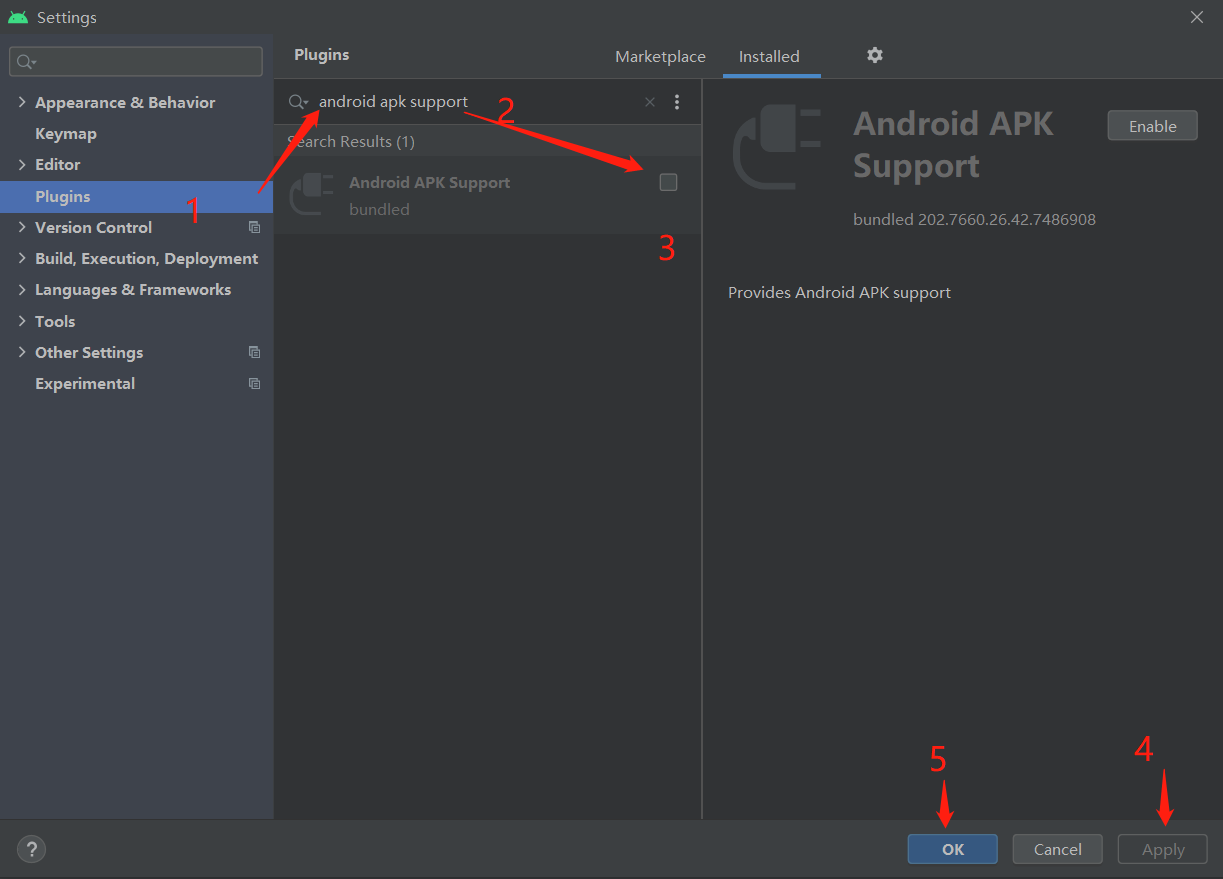 Settings
Plugins
Marketplace
Installed
Appearance & Behavior
Keymap
Editor
Plugins
1
Version Control
Build, Execution, Deployment
Languages & Frameworks
Tools
Other Settings
Experimental
android apk support
2
Search Results (1)
Android APK Support
bundled
3
Android APK
Support
Enable
bundled 202.7660.26.42.7486908
Provides Android APK support
5
4
?
OK
Cancel
Apply